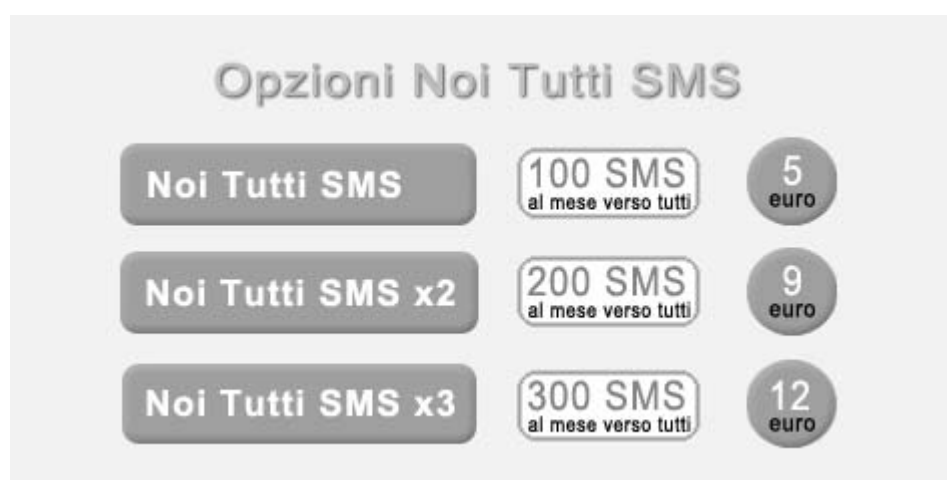 Opzioni Noi Tutti SMS
Noi Tutti SMS
100 SMS
al mese verso tutti
5
euro
Noi Tutti SMS x2
200 SMS
al mese verso tutti
9
euro
Noi Tutti SMS x3
300 SMS
al mese verso tutti
12
euro